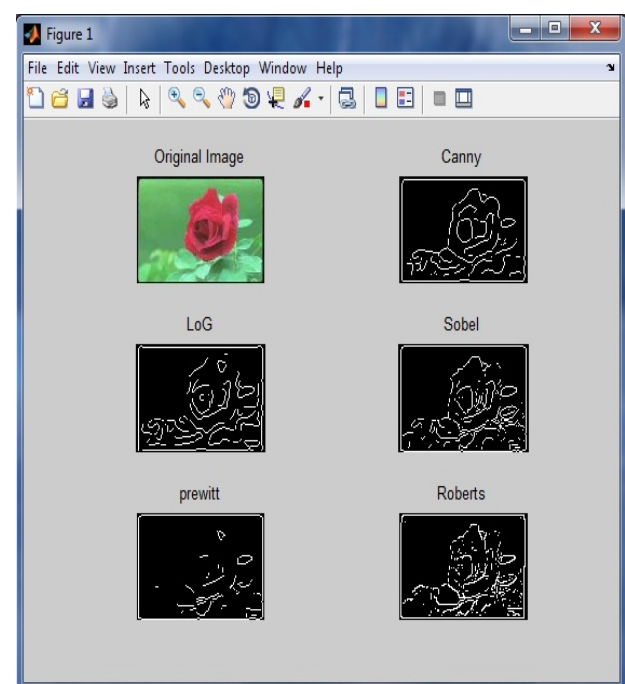 Figure 1
File Edit View Insert Tools Desktop Window Help
Original Image
Canny
LoG
Sobel
prewitt
Roberts